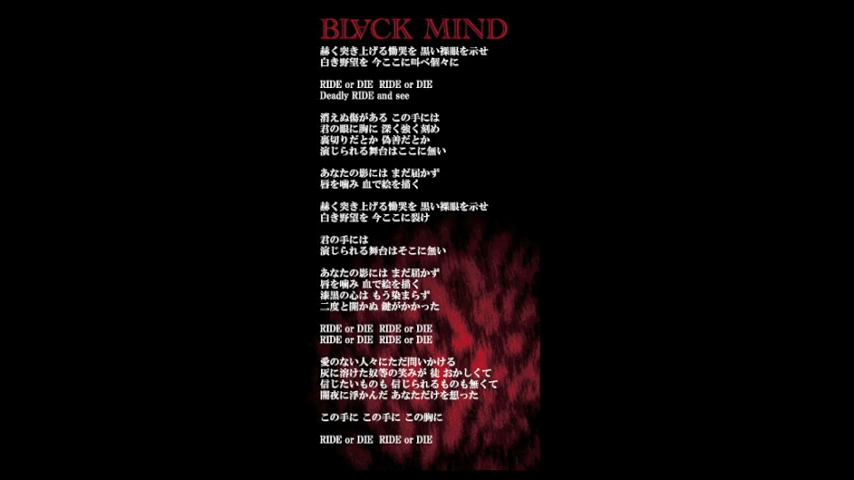 BLACK MIND
赫く突き上げる慟哭を 黒い裸眼を示せ
白き野望を 今ここに叫べ個々に
RIDE or DIE RIDE or DIE
Deadly RIDE and see
消えぬ傷がある この手には
君の眼に胸に 深く強く刻め
裏切りだとか 偽善だとか
演じられる舞台はここに無い
あなたの影には まだ届かず
唇を噛み 血で絵を描く
赫く突き上げる慟哭を 黒い裸眼を示せ
白き野望を 今ここに裂け
君の手には
演じられる舞台はそこに無い
あなたの影には まだ届かず
唇を噛み 血で絵を描く
漆黒の心は もう染まらず
二度と開かぬ 鍵がかかった
RIDE or DIE RIDE or DIE
RIDE or DIE RIDE or DIE
愛のない人々にただ問いかける
灰に溶けた奴等の笑みが 徒 おかしくて
信じたいものも 信じられるものも無くて
闇夜に浮かんだ あなただけを想った
この手に この手に この胸に
RIDE or DIE RIDE or DIE